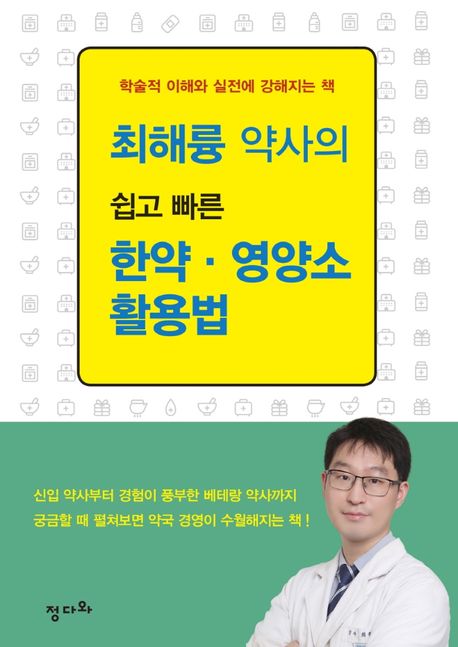 학술적 이해와 실전에 강해지는 책
최해륭 약사의
쉽고 빠른
한약 · 영양소
활용법
신입 약사부터 경험이 풍부한 베테랑 약사까지
궁금할 때 펼쳐보면 약국 경영이 수월해지는 책 !
정다와